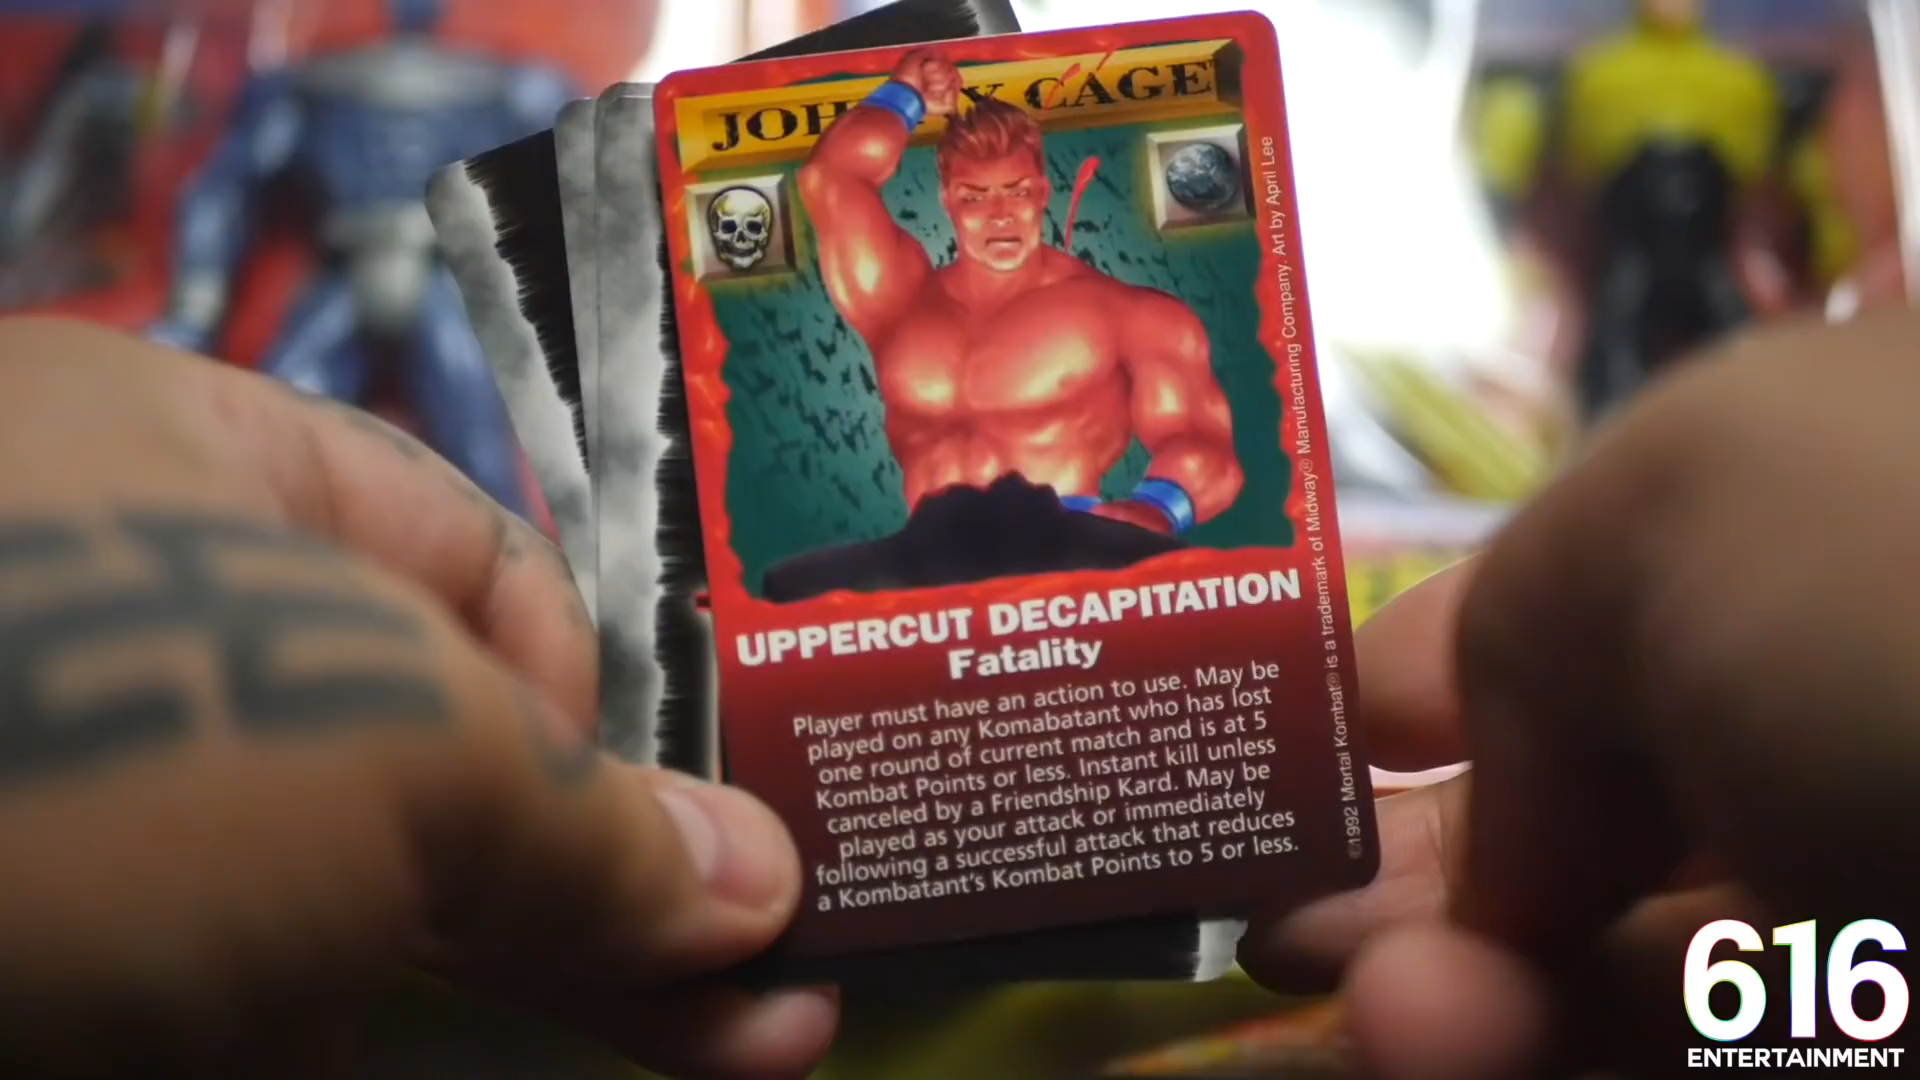 JOHNNY CAGE
UPPERCUT DECAPITATION
Fatality
Player must have an action to use. May be
played on any Komabatant who has lost
one round of current match and is at 5
Kombat Points or less. Instant kill unless
canceled by a Friendship Kard. May be
played as your attack or immediately
following a successful attack that reduces
a Kombatant's Kombat Points to 5 or less.
©1992 Mortal Kombat® is a trademark of Midway® Manufacturing Company. Art by April Lee
616
ENTERTAINMENT